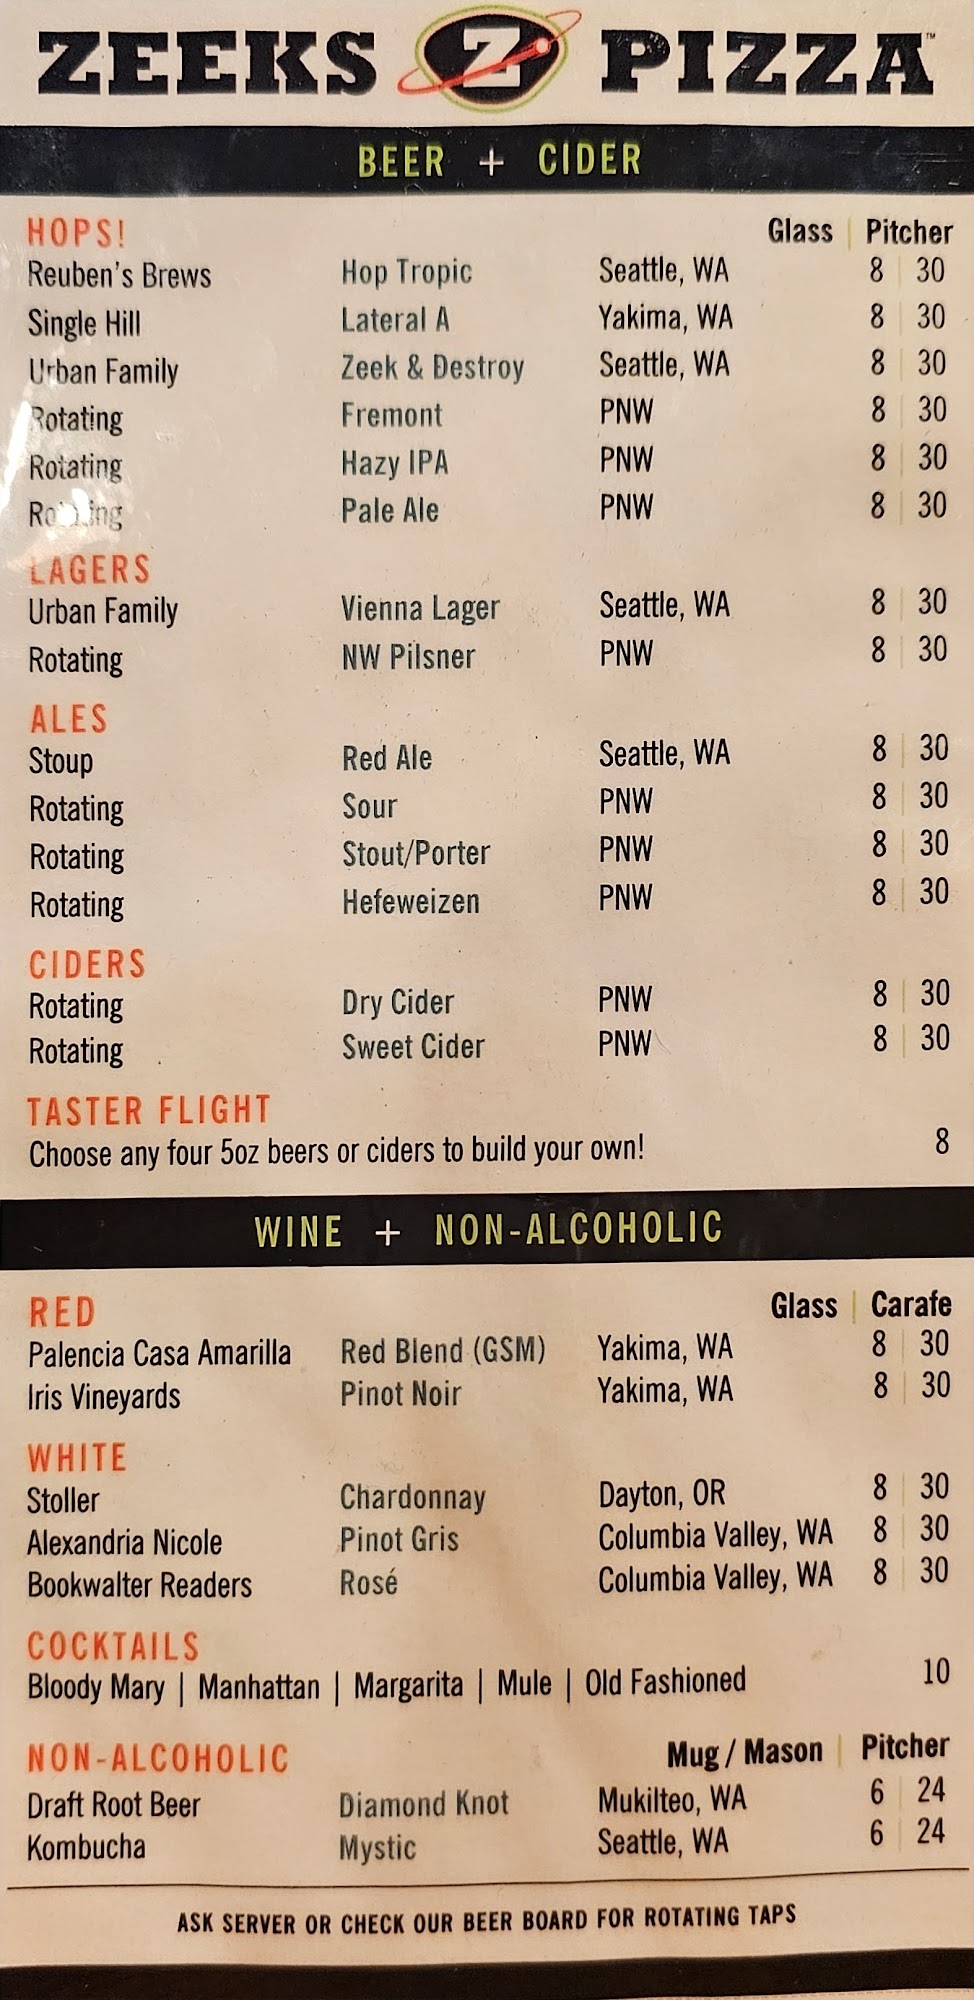 ZEEKS Z PIZZA™
BEER + CIDER
HOPS! Glass | Pitcher
Reuben's Brews Hop Tropic Seattle, WA 8 | 30
Single Hill Lateral A Yakima, WA 8 | 30
Urban Family Zeek & Destroy Seattle, WA 8 | 30
Rotating Fremont PNW 8 | 30
Rotating Hazy IPA PNW 8 | 30
Rotating Pale Ale PNW 8 | 30
LAGERS
Urban Family Vienna Lager Seattle, WA 8 | 30
Rotating NW Pilsner PNW 8 | 30
ALES
Stoup Red Ale Seattle, WA 8 | 30
Rotating Sour PNW 8 | 30
Rotating Stout/Porter PNW 8 | 30
Rotating Hefeweizen PNW 8 | 30
CIDERS
Rotating Dry Cider PNW 8 | 30
Rotating Sweet Cider PNW 8 | 30
TASTER FLIGHT
Choose any four 5oz beers or ciders to build your own! 8
WINE + NON-ALCOHOLIC
RED Glass | Carafe
Palencia Casa Amarilla Red Blend (GSM) Yakima, WA 8 | 30
Iris Vineyards Pinot Noir Yakima, WA 8 | 30
WHITE
Stoller Chardonnay Dayton, OR 8 | 30
Alexandria Nicole Pinot Gris Columbia Valley, WA 8 | 30
Bookwalter Readers Rosé Columbia Valley, WA 8 | 30
COCKTAILS
Bloody Mary | Manhattan | Margarita | Mule | Old Fashioned 10
NON-ALCOHOLIC Mug / Mason | Pitcher
Draft Root Beer Diamond Knot Mukilteo, WA 6 | 24
Kombucha Mystic Seattle, WA 6 | 24
ASK SERVER OR CHECK OUR BEER BOARD FOR ROTATING TAPS